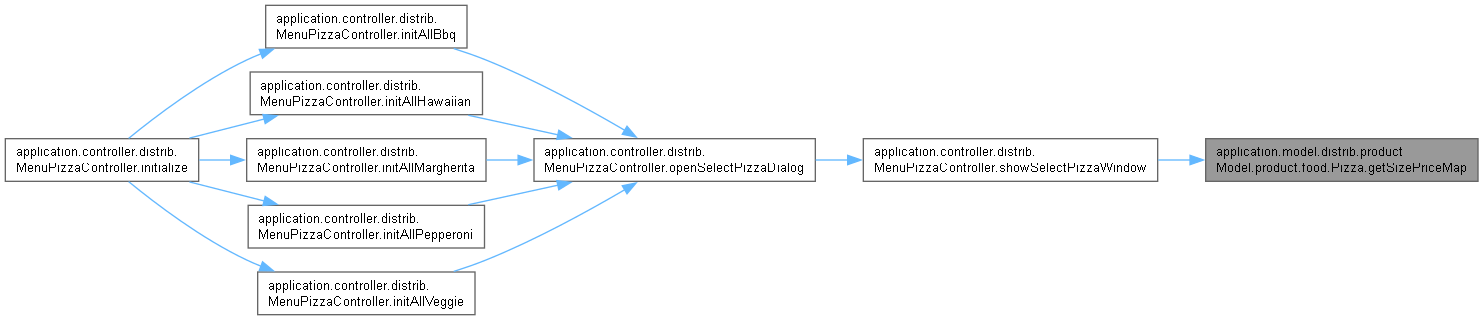 application.controller.distrib.
MenuPizzaController.initialize
application.controller.distrib.
MenuPizzaController.initAllBbq
application.controller.distrib.
MenuPizzaController.initAllHawaiian
application.controller.distrib.
MenuPizzaController.initAllMargherita
application.controller.distrib.
MenuPizzaController.initAllPepperoni
application.controller.distrib.
MenuPizzaController.initAllVeggie
application.controller.distrib.
MenuPizzaController.openSelectPizzaDialog
application.controller.distrib.
MenuPizzaController.showSelectPizzaWindow
application.model.distrib.product
Model.product.food.Pizza.getSizePriceMap